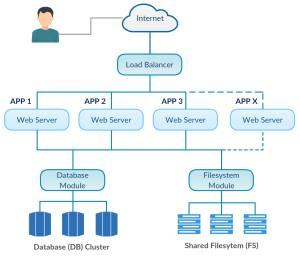 Internet
Load Balancer
APP 1
APP 2
APP 3
APP X
Web Server
Web Server
Web Server
Web Server
Database
Module
Filesystem
Module
Database (DB) Cluster
Shared Filesytem (FS)